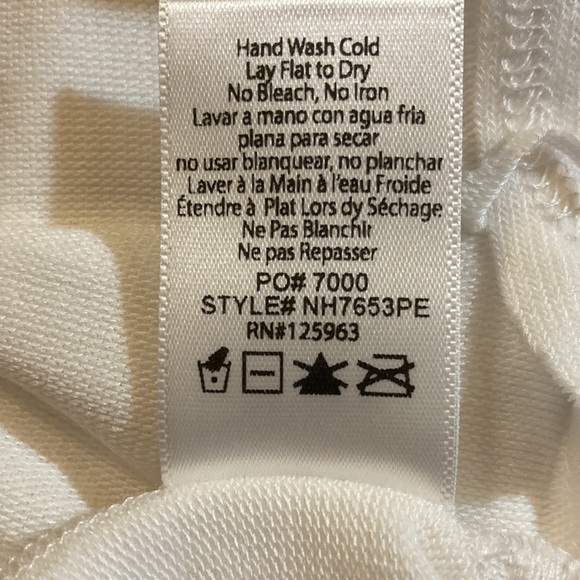 Hand Wash Cold
Lay Flat to Dry
No Bleach, No Iron
Lavar a mano con agua fria
plana para secar
no usar blanquear, no planchar
Laver à la Main à l'eau Froide
Étendre à Plat Lors dy Séchage
Ne Pas Blanchir
Ne pas Repasser
PO# 7000
STYLE# NH7653PE
RN#125963